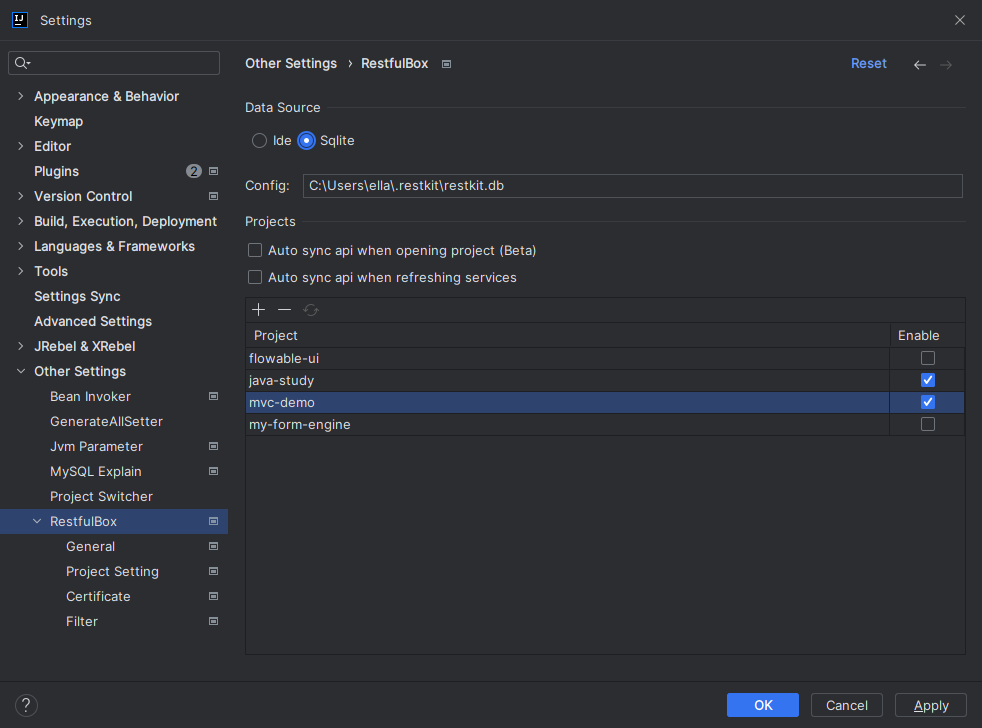 Settings
Appearance & Behavior
Keymap
Editor
Plugins 2
Version Control
Build, Execution, Deployment
Languages & Frameworks
Tools
Settings Sync
Advanced Settings
JRebel & XRebel
Other Settings
Bean Invoker
GenerateAllSetter
Jvm Parameter
MySQL Explain
Project Switcher
RestfulBox
General
Project Setting
Certificate
Filter
Other Settings › RestfulBox Reset
Data Source
Ide Sqlite
Config: C:\Users\ella\.restkit\restkit.db
Projects
Auto sync api when opening project (Beta)
Auto sync api when refreshing services
Project Enable
flowable-ui
java-study
mvc-demo
my-form-engine
? OK Cancel Apply